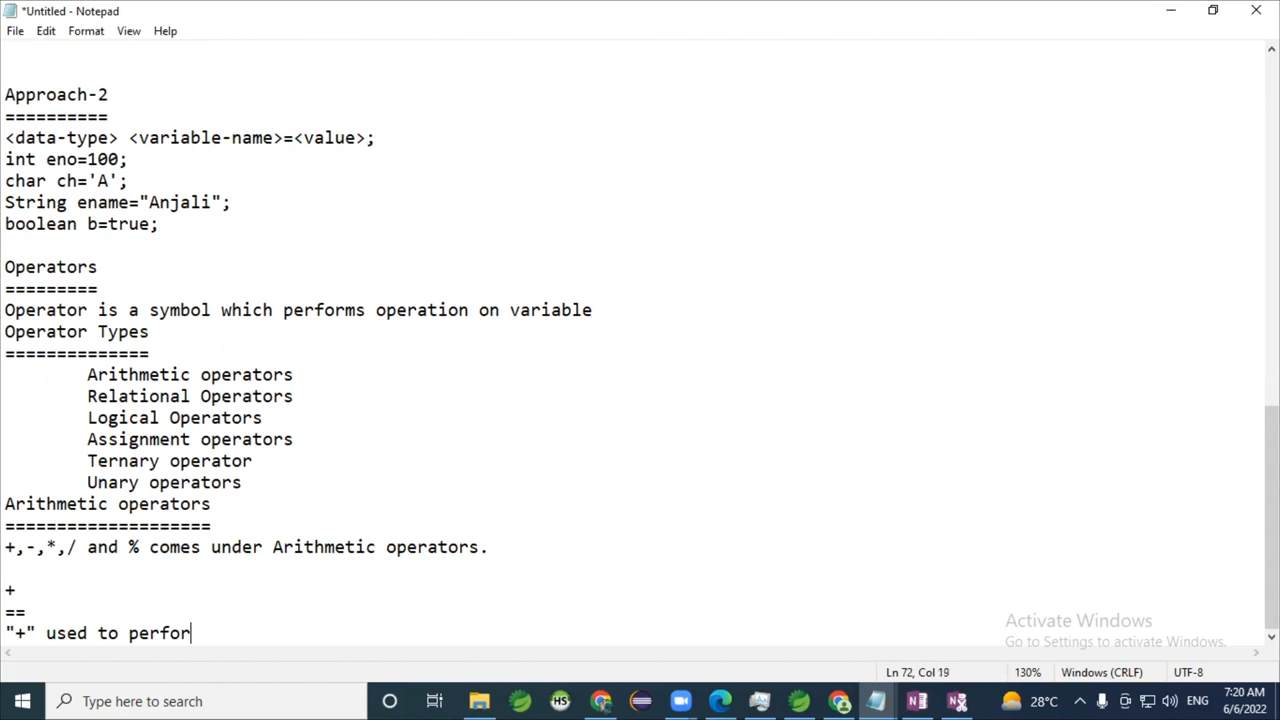 *Untitled - Notepad
File Edit Format View Help
Approach-2
==========
<data-type> <variable-name>=<value>;
int eno=100;
char ch='A';
String ename="Anjali";
boolean b=true;
Operators
=========
Operator is a symbol which performs operation on variable
Operator Types
==============
Arithmetic operators
Relational Operators
Logical Operators
Assignment operators
Ternary operator
Unary operators
Arithmetic operators
====================
+,-,*,/ and % comes under Arithmetic operators.
+
==
"+" used to perfor
Activate Windows
Go to Settings to activate Windows.
Ln 72, Col 19 130% Windows (CRLF) UTF-8
Type here to search HS 28°C ENG 7:20 AM
6/6/2022